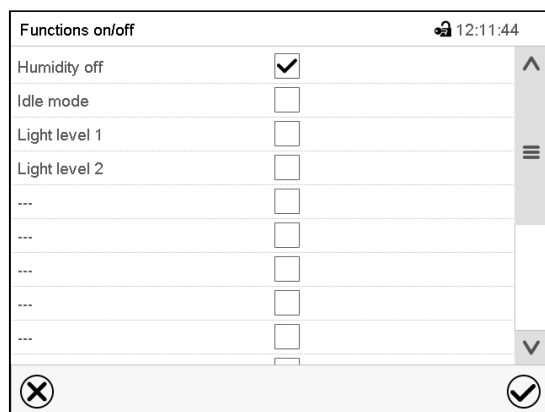 Functions on/off 12:11:44
Humidity off
Idle mode
Light level 1
Light level 2
---
---
---
---
---